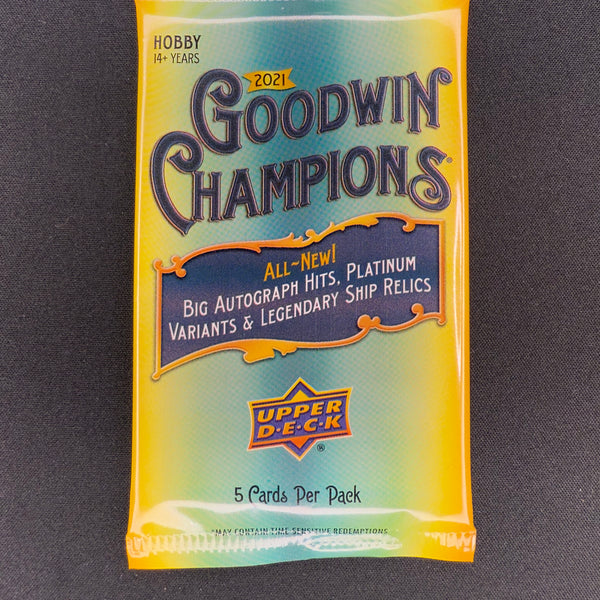 HOBBY
14+ YEARS
2021
GOODWIN
CHAMPIONS®
ALL~NEW!
BIG AUTOGRAPH HITS, PLATINUM
VARIANTS & LEGENDARY SHIP RELICS
UPPER
D·E·C·K
®
5 Cards Per Pack
*MAY CONTAIN TIME SENSITIVE REDEMPTIONS